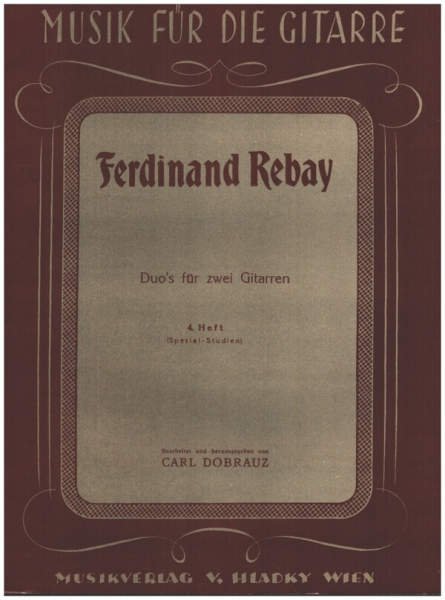 MUSIK FÜR DIE GITARRE
Ferdinand Rebay
Duo's für zwei Gitarren
4. Heft
(Spezial-Studien)
Bearbeitet und herausgegeben von
CARL DOBRAUZ
MUSIKVERLAG V. HLADKY WIEN